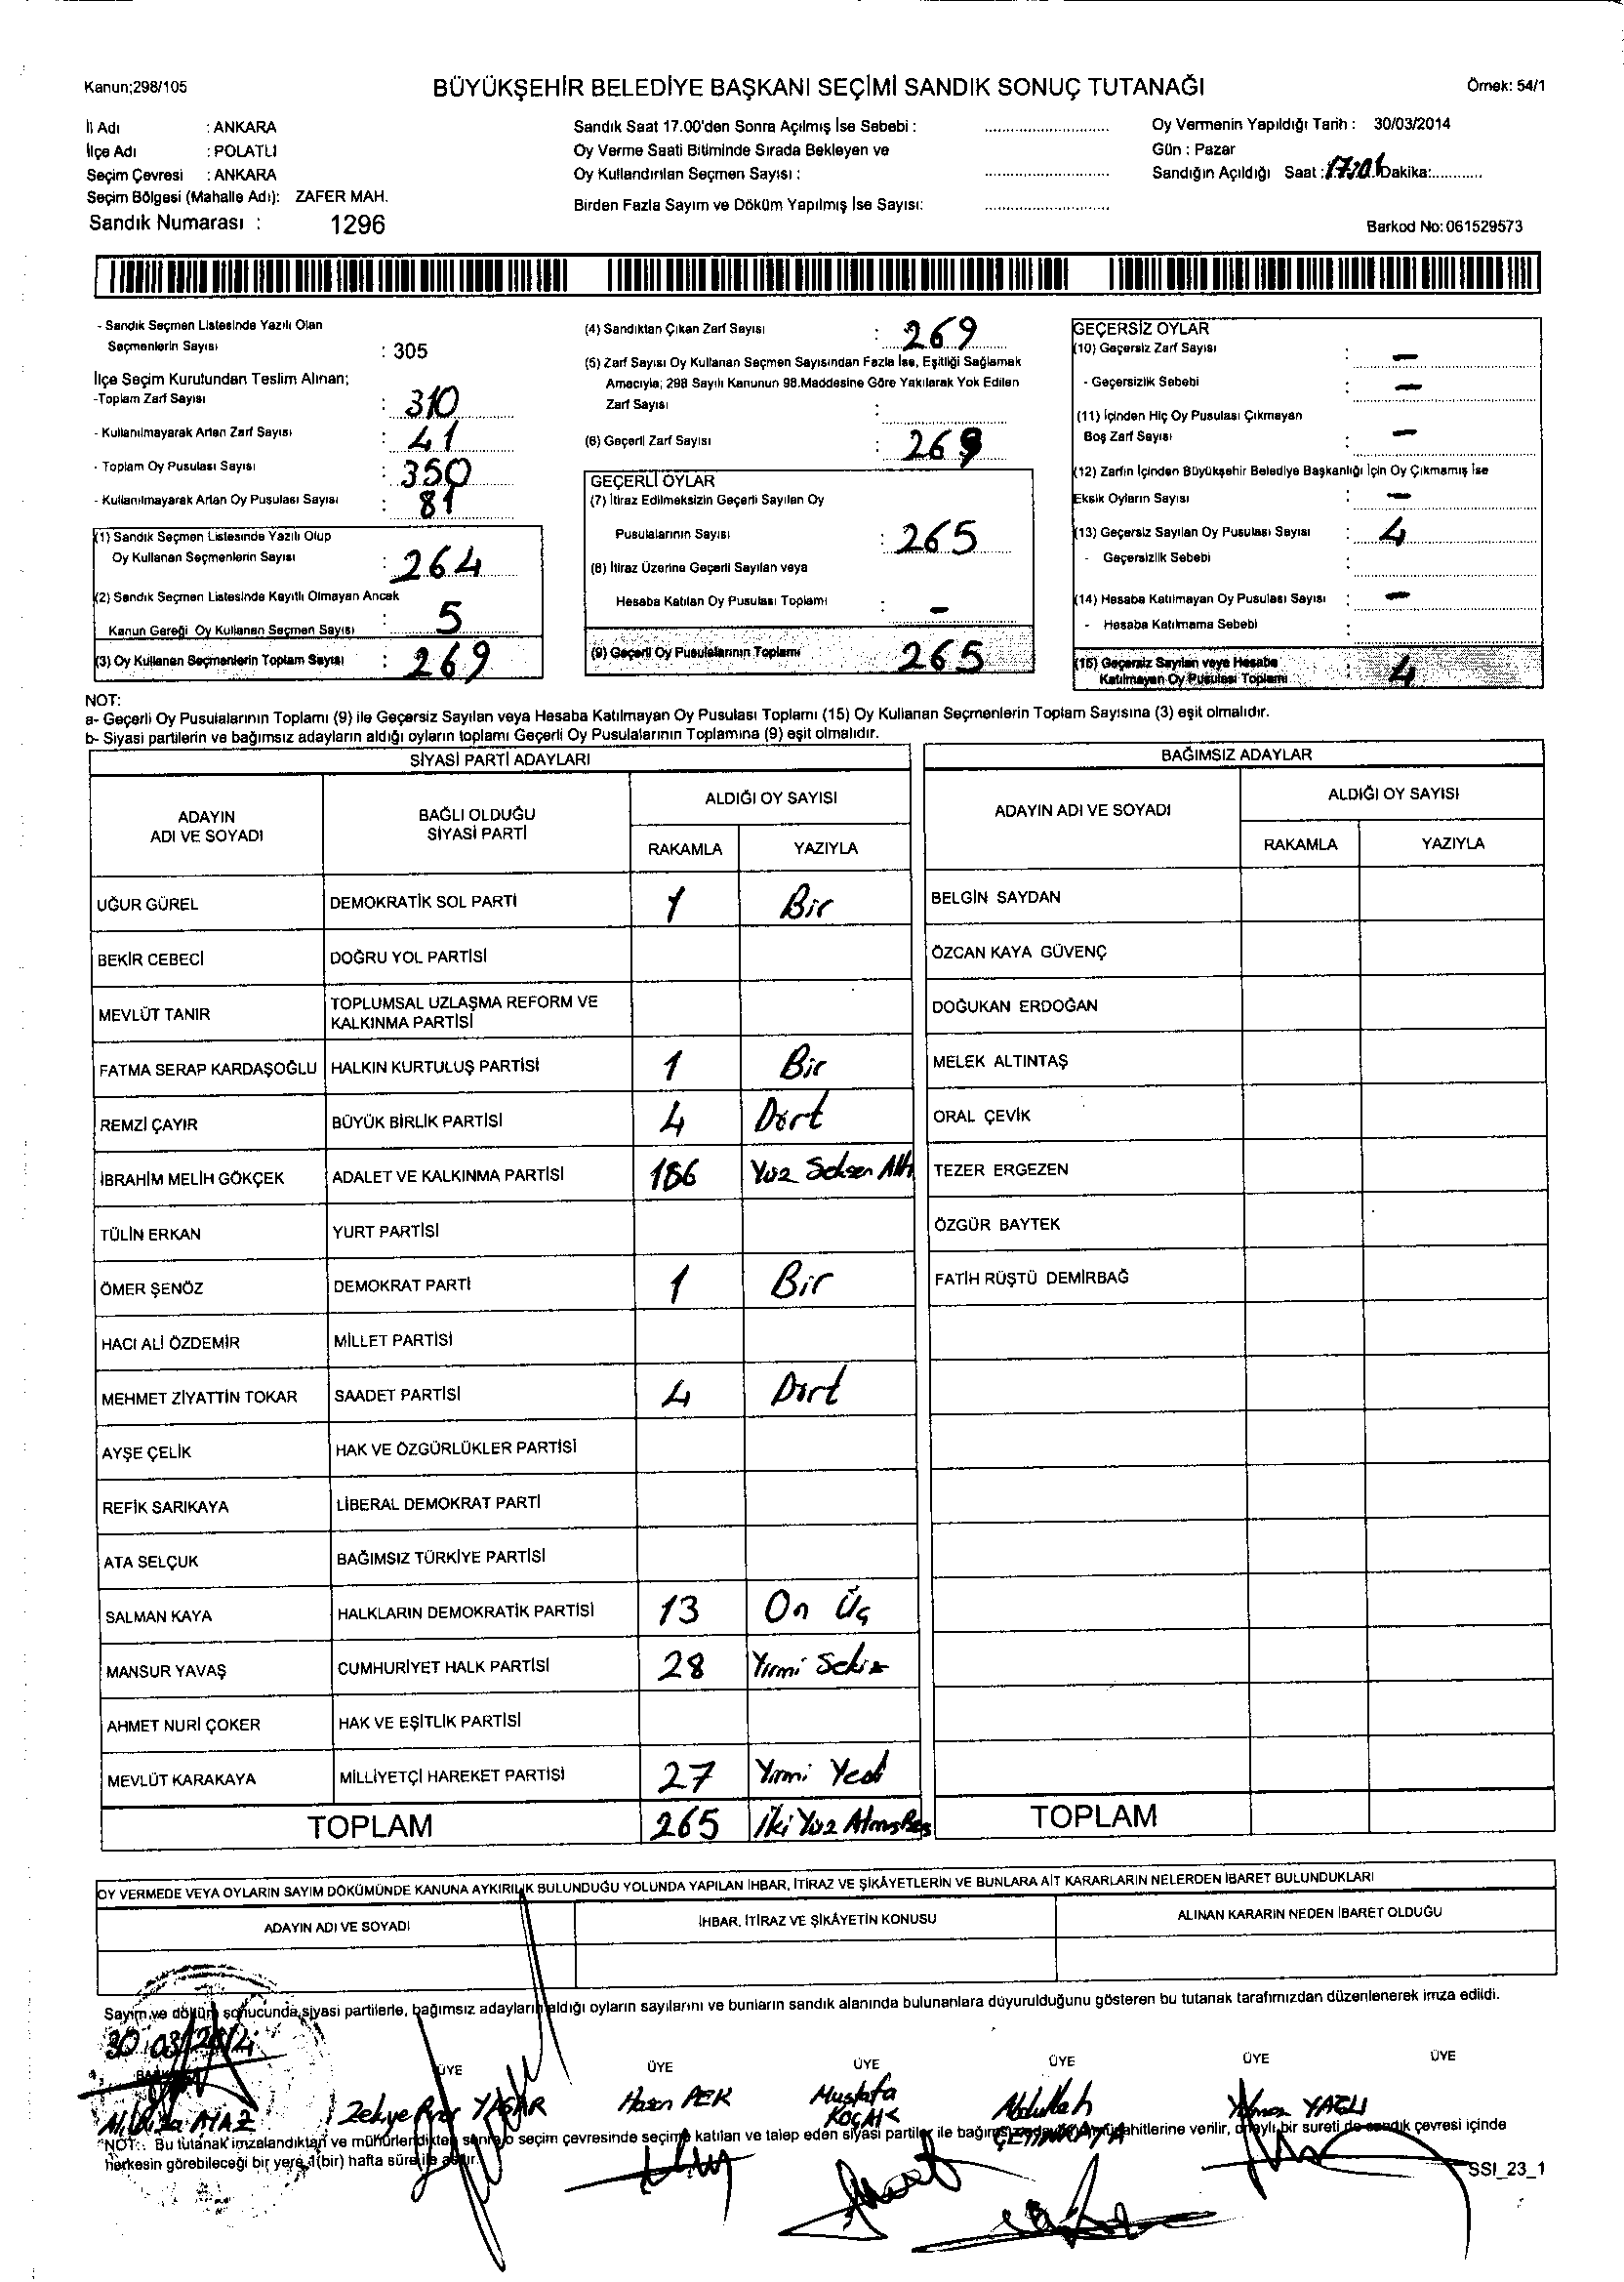 Kanun;298/105
BÜYÜKŞEHİR BELEDİYE BAŞKANI SEÇİMİ SANDIK SONUÇ TUTANAĞI
Örnek: 54/1
İl Adı : ANKARA
İlçe Adı : POLATLI
Seçim Çevresi : ANKARA
Seçim Bölgesi (Mahalle Adı): ZAFER MAH.
Sandık Numarası : 1296
Sandık Saat 17.00'den Sonra Açılmış İse Sebebi :
Oy Verme Saati Bitiminde Sırada Bekleyen ve
Oy Kullandırılan Seçmen Sayısı :
Birden Fazla Sayım ve Döküm Yapılmış İse Sayısı:
Oy Vermenin Yapıldığı Tarih : 30/03/2014
Gün : Pazar
Sandığın Açıldığı Saat : Dakika:
Barkod No: 061529573
- Sandık Seçmen Listesinde Yazılı Olan
Seçmenlerin Sayısı : 305
İlçe Seçim Kurulundan Teslim Alınan;
-Toplam Zarf Sayısı : 310
- Kullanılmayarak Artan Zarf Sayısı : 41
- Toplam Oy Pusulası Sayısı : 350
- Kullanılmayarak Artan Oy Pusulası Sayısı : 81
(1) Sandık Seçmen Listesinde Yazılı Olup
Oy Kullanan Seçmenlerin Sayısı : 264
(2) Sandık Seçmen Listesinde Kayıtlı Olmayan Ancak
Kanun Gereği Oy Kullanan Seçmen Sayısı : 5
(3) Oy Kullanan Seçmenlerin Toplam Sayısı : 269
(4) Sandıktan Çıkan Zarf Sayısı : 269
(5) Zarf Sayısı Oy Kullanan Seçmen Sayısından Fazla İse, Eşitliği Sağlamak
Amacıyla; 298 Sayılı Kanunun 98.Maddesine Göre Yakılarak Yok Edilen
Zarf Sayısı :
(6) Geçerli Zarf Sayısı : 269
GEÇERLİ OYLAR
(7) İtiraz Edilmeksizin Geçerli Sayılan Oy
Pusulalarının Sayısı : 265
(8) İtiraz Üzerine Geçerli Sayılan veya
Hesaba Katılan Oy Pusulası Toplamı : -
(9) Geçerli Oy Pusulalarının Toplamı 265
GEÇERSİZ OYLAR
(10) Geçersiz Zarf Sayısı : -
- Geçersizlik Sebebi : -
(11) İçinden Hiç Oy Pusulası Çıkmayan
Boş Zarf Sayısı : -
(12) Zarfın İçinden Büyükşehir Belediye Başkanlığı İçin Oy Çıkmamış İse
Eksik Oyların Sayısı : -
(13) Geçersiz Sayılan Oy Pusulası Sayısı : 4
- Geçersizlik Sebebi :
(14) Hesaba Katılmayan Oy Pusulası Sayısı : -
- Hesaba Katılmama Sebebi :
(15) Geçersiz Sayılan veya Hesaba
Katılmayan Oy Pusulası Toplamı : 4
NOT:
a- Geçerli Oy Pusulalarının Toplamı (9) ile Geçersiz Sayılan veya Hesaba Katılmayan Oy Pusulası Toplamı (15) Oy Kullanan Seçmenlerin Toplam Sayısına (3) eşit olmalıdır.
b- Siyasi partilerin ve bağımsız adayların aldığı oyların toplamı Geçerli Oy Pusulalarının Toplamına (9) eşit olmalıdır.
SİYASİ PARTİ ADAYLARI
ADAYIN ADI VE SOYADI
BAĞLI OLDUĞU SİYASİ PARTİ
ALDIĞI OY SAYISI
RAKAMLA YAZIYLA
UĞUR GÜREL DEMOKRATİK SOL PARTİ 1 Bir
BEKİR CEBECİ DOĞRU YOL PARTİSİ
MEVLÜT TANIR TOPLUMSAL UZLAŞMA REFORM VE KALKINMA PARTİSİ
FATMA SERAP KARDAŞOĞLU HALKIN KURTULUŞ PARTİSİ 1 Bir
REMZİ ÇAYIR BÜYÜK BİRLİK PARTİSİ 4 Dört
İBRAHİM MELİH GÖKÇEK ADALET VE KALKINMA PARTİSİ 186 Yüz Seksen Altı
TÜLİN ERKAN YURT PARTİSİ
ÖMER ŞENÖZ DEMOKRAT PARTİ 1 Bir
HACI ALİ ÖZDEMİR MİLLET PARTİSİ
MEHMET ZİYATTİN TOKAR SAADET PARTİSİ 4 Dört
AYŞE ÇELİK HAK VE ÖZGÜRLÜKLER PARTİSİ
REFİK SARIKAYA LİBERAL DEMOKRAT PARTİ
ATA SELÇUK BAĞIMSIZ TÜRKİYE PARTİSİ
SALMAN KAYA HALKLARIN DEMOKRATİK PARTİSİ 13 On Üç
MANSUR YAVAŞ CUMHURİYET HALK PARTİSİ 28 Yirmi Sekiz
AHMET NURİ ÇOKER HAK VE EŞİTLİK PARTİSİ
MEVLÜT KARAKAYA MİLLİYETÇİ HAREKET PARTİSİ 27 Yirmi Yedi
TOPLAM 265 İki Yüz Atmış Beş
BAĞIMSIZ ADAYLAR
ADAYIN ADI VE SOYADI
ALDIĞI OY SAYISI
RAKAMLA YAZIYLA
BELGİN SAYDAN
ÖZCAN KAYA GÜVENÇ
DOĞUKAN ERDOĞAN
MELEK ALTINTAŞ
ORAL ÇEVİK
TEZER ERGEZEN
ÖZGÜR BAYTEK
FATİH RÜŞTÜ DEMİRBAĞ
TOPLAM
OY VERMEDE VEYA OYLARIN SAYIM DÖKÜMÜNDE KANUNA AYKIRILIK BULUNDUĞU YOLUNDA YAPILAN İHBAR, İTİRAZ VE ŞİKÂYETLERİN VE BUNLARA AİT KARARLARIN NELERDEN İBARET BULUNDUKLARI
ADAYIN ADI VE SOYADI
İHBAR, İTİRAZ VE ŞİKÂYETİN KONUSU
ALINAN KARARIN NEDEN İBARET OLDUĞU
Sayım ve döküm sonucunda siyasi partilerle, bağımsız adayların aldığı oyların sayılarını ve bunların sandık alanında bulunanlara duyurulduğunu gösteren bu tutanak tarafımızdan düzenlenerek imza edildi.
30.03.2014
ÜYE ÜYE ÜYE ÜYE ÜYE ÜYE
YAŞAR
Hasan PEK
Mustafa KOÇAK
Abdullah ÇETİNKAYA
NOT: Bu tutanak imzalandıktan ve mühürlendikten sonra o seçim çevresinde seçime katılan ve talep eden siyasi partiler ile bağımsız müşahitlerine verilir, onaylı bir sureti de sandık çevresi içinde
herkesin görebileceği bir yere 1(bir) hafta süre ile asılır.
SSI_23_1